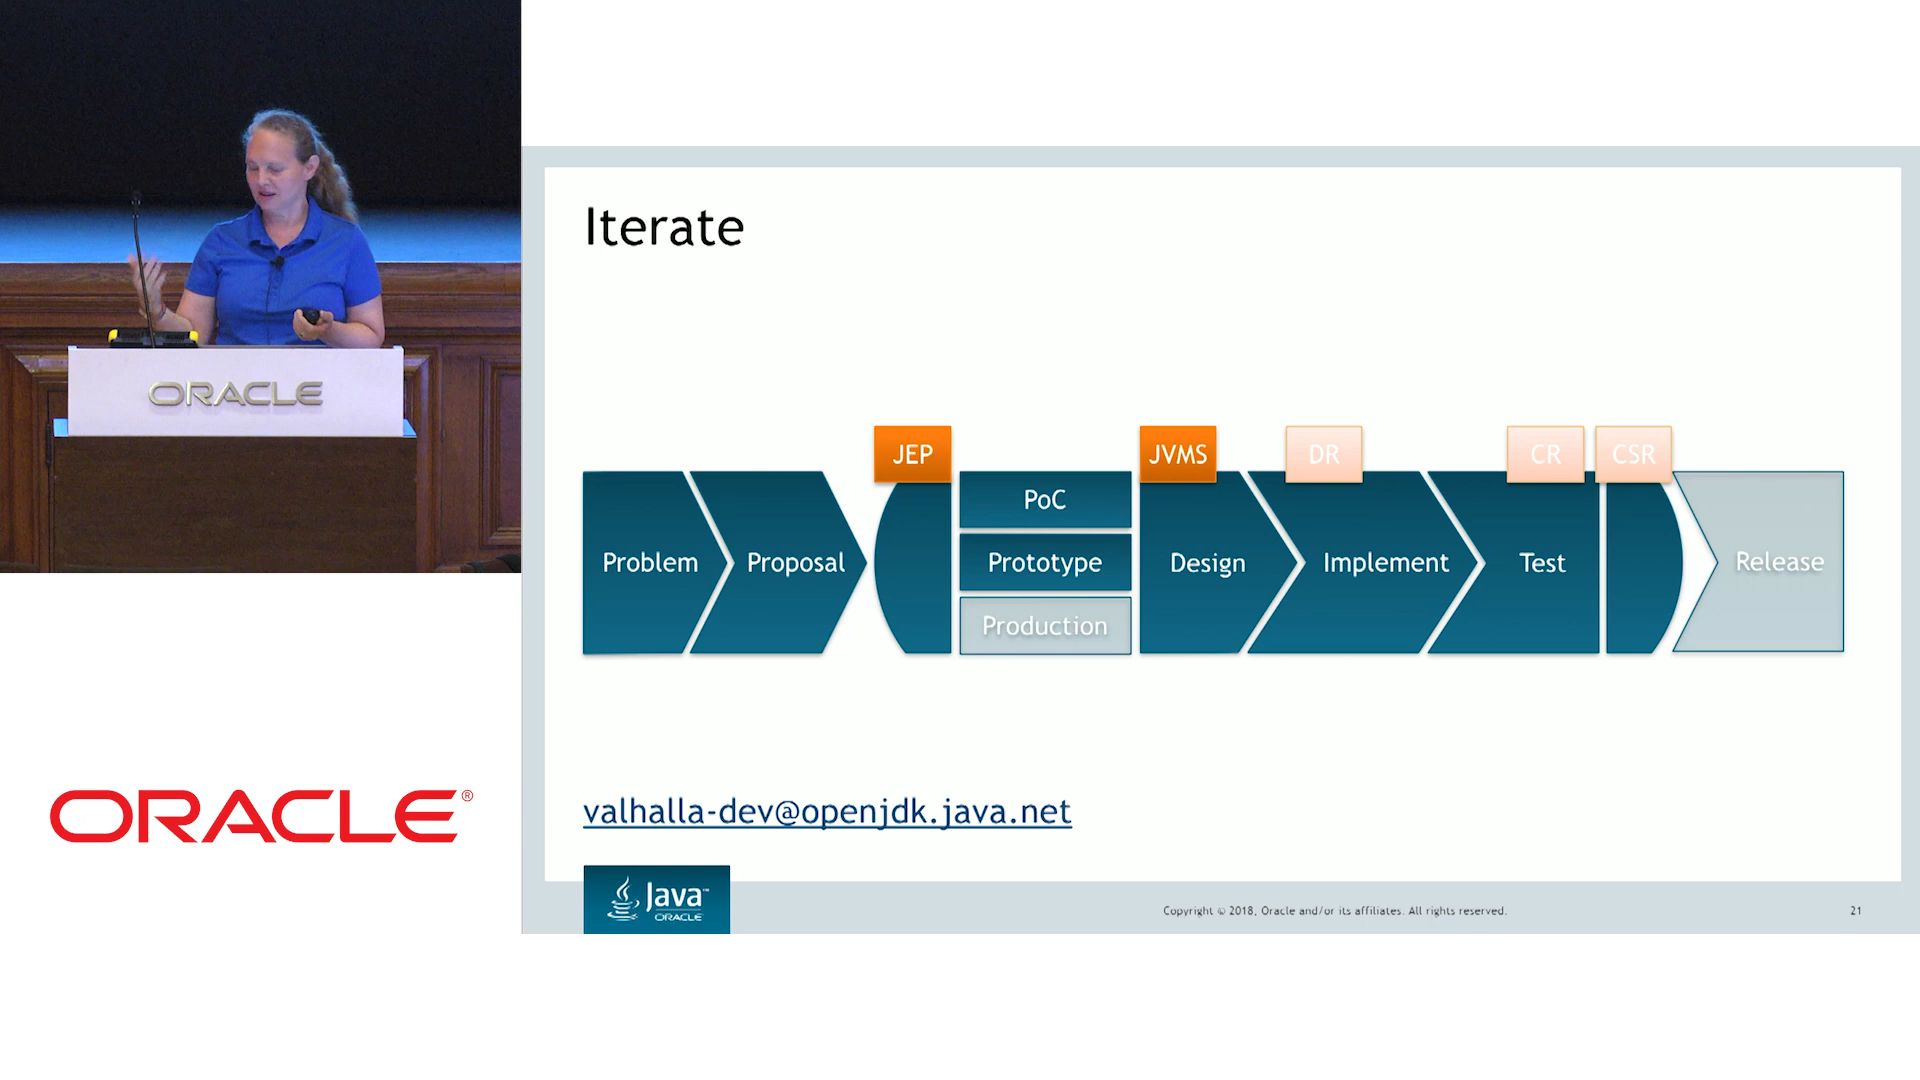 ORACLE
ORACLE®
Iterate
JEP
JVMS
DR
CR
CSR
Problem
Proposal
PoC
Prototype
Production
Design
Implement
Test
Release
valhalla-dev@openjdk.java.net
Java™
ORACLE
Copyright © 2018, Oracle and/or its affiliates. All rights reserved.
21